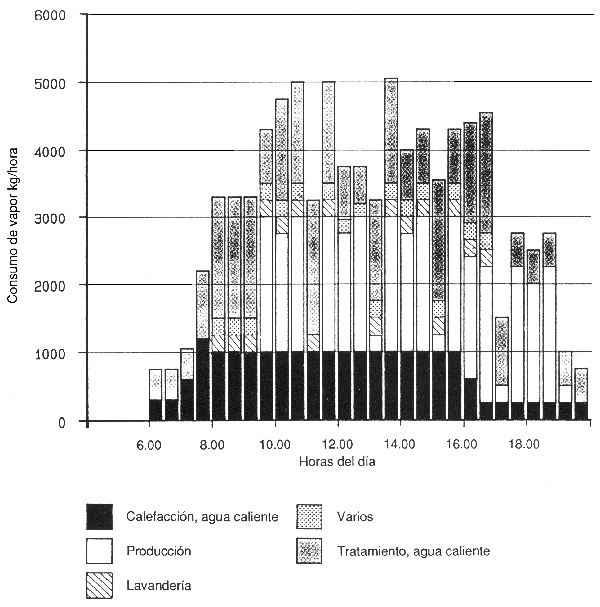 Consumo de vapor kg/hora
6000
5000
4000
3000
2000
1000
0
6.00 8.00 10.00 12.00 14.00 16.00 18.00
Horas del día
Calefacción, agua caliente
Varios
Producción
Tratamiento, agua caliente
Lavandería